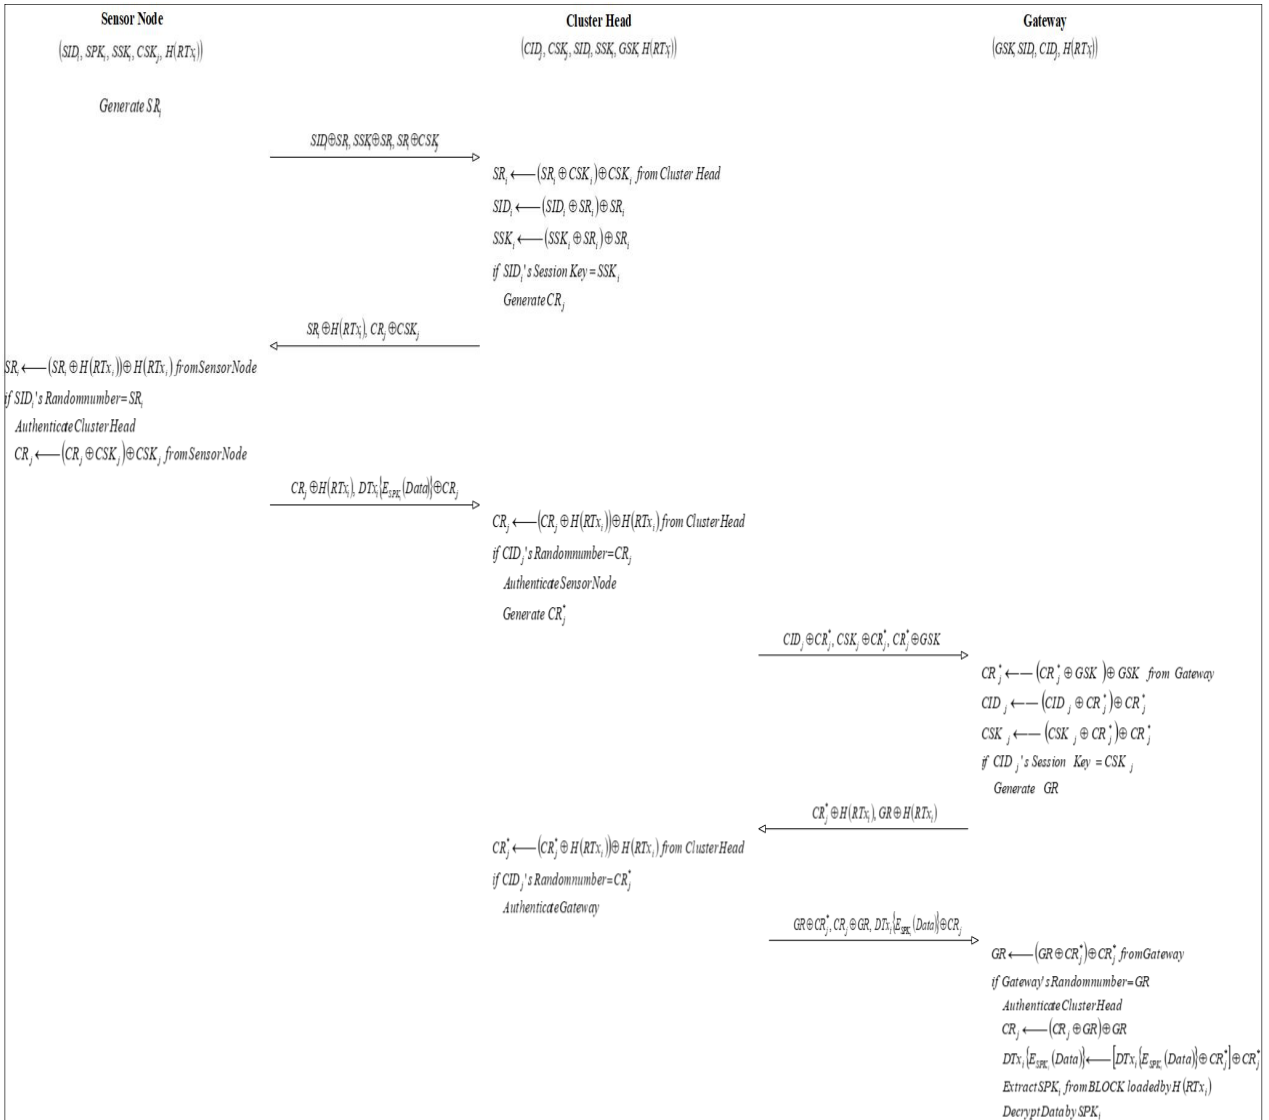 Sensor Node
Cluster Head
Gateway
(SID_i, SPK_i, SSK_i, CSK_j, H(RTx_i))
(CID_j, CSK_j, SID_i, SSK_i, GSK, H(RTx_i))
(GSK, SID_i, CID_j, H(RTx_i))
Generate SR_i
SID_i⊕SR_i, SSK_i⊕SR_i, SR_i⊕CSK_j
SR_i ⟵ (SR_i ⊕ CSK_i) ⊕ CSK_i from Cluster Head
SID_i ⟵ (SID_i ⊕ SR_i) ⊕ SR_i
SSK_i ⟵ (SSK_i ⊕ SR_i) ⊕ SR_i
if SID_i's Session Key = SSK_i
Generate CR_j
SR_i ⊕ H(RTx_i), CR_j ⊕ CSK_j
SR_i ⟵ (SR_i ⊕ H(RTx_i)) ⊕ H(RTx_i) from Sensor Node
if SID_i's Randomnumber = SR_i
Authenticate Cluster Head
CR_j ⟵ (CR_j ⊕ CSK_j) ⊕ CSK_j from Sensor Node
CR_j ⊕ H(RTx_i), DTx_i{E_SPK_i(Data)} ⊕ CR_j
CR_j ⟵ (CR_j ⊕ H(RTx_i)) ⊕ H(RTx_i) from Cluster Head
if CID_j's Randomnumber = CR_j
Authenticate Sensor Node
Generate CR_j^*
CID_j ⊕ CR_j^*, CSK_j ⊕ CR_j^*, CR_j^* ⊕ GSK
CR_j^* ⟵ (CR_j^* ⊕ GSK) ⊕ GSK from Gateway
CID_j ⟵ (CID_j ⊕ CR_j^*) ⊕ CR_j^*
CSK_j ⟵ (CSK_j ⊕ CR_j^*) ⊕ CR_j^*
if CID_j's Session Key = CSK_j
Generate GR
CR_j^* ⊕ H(RTx_i), GR ⊕ H(RTx_i)
CR_j^* ⟵ (CR_j^* ⊕ H(RTx_i)) ⊕ H(RTx_i) from Cluster Head
if CID_j's Randomnumber = CR_j^*
Authenticate Gateway
GR ⊕ CR_j^*, CR_j ⊕ GR, DTx_i{E_SPK_i(Data)} ⊕ CR_j
GR ⟵ (GR ⊕ CR_j^*) ⊕ CR_j^* from Gateway
if Gateway's Randomnumber = GR
Authenticate Cluster Head
CR_j ⟵ (CR_j ⊕ GR) ⊕ GR
DTx_i{E_SPK_i(Data)} ⟵ [DTx_i{E_SPK_i(Data)} ⊕ CR_j^*] ⊕ CR_j^*
Extract SPK_i from BLOCK loaded by H(RTx_i)
Decrypt Data by SPK_i